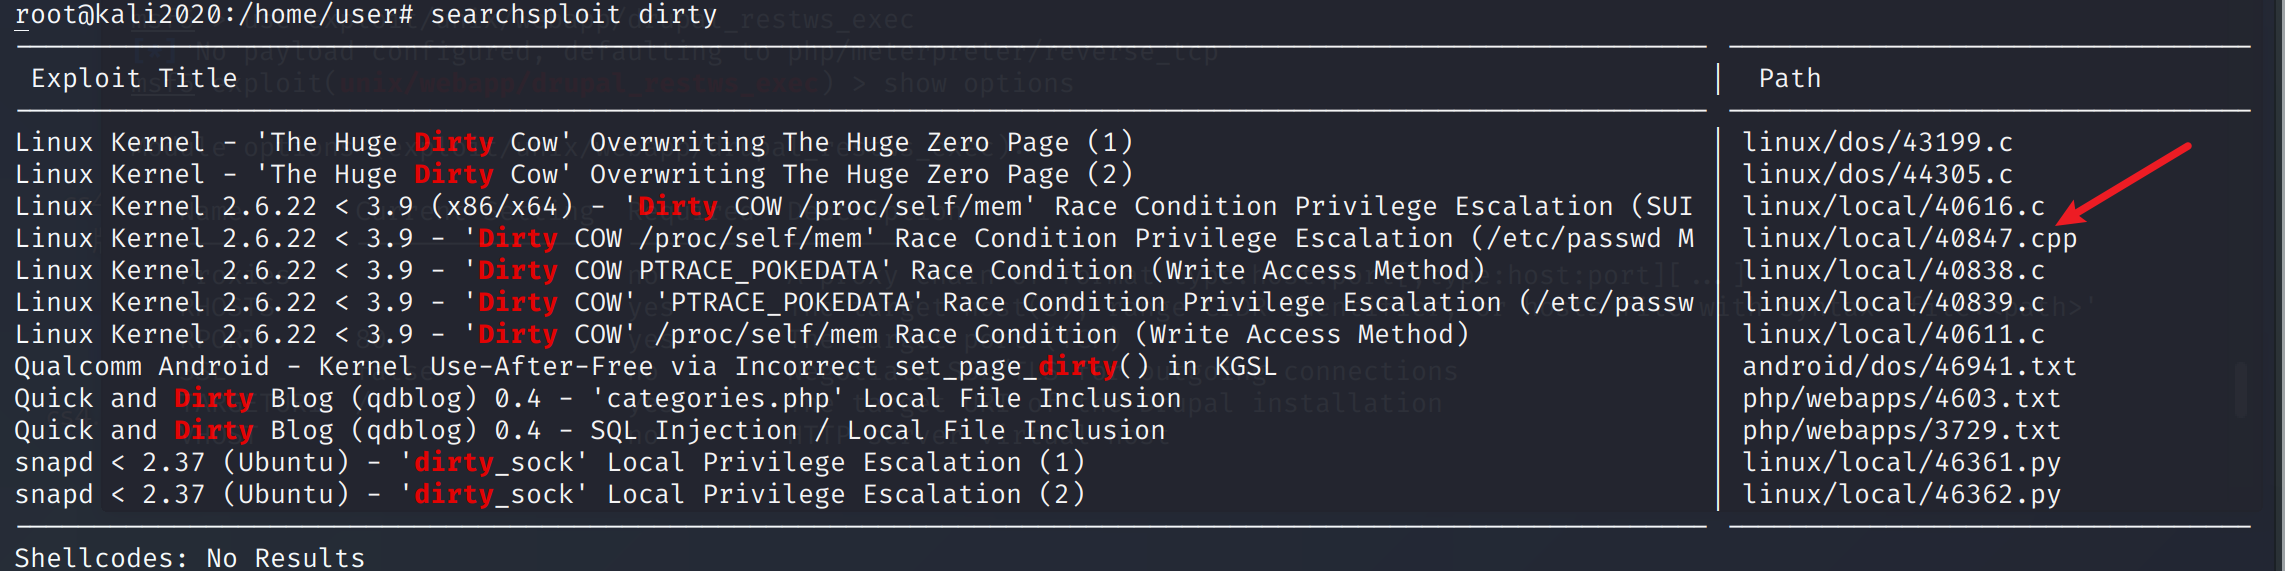 root@kali2020:/home/user# searchsploit dirty
Exploit Title | Path
Linux Kernel - 'The Huge Dirty Cow' Overwriting The Huge Zero Page (1) | linux/dos/43199.c
Linux Kernel - 'The Huge Dirty Cow' Overwriting The Huge Zero Page (2) | linux/dos/44305.c
Linux Kernel 2.6.22 < 3.9 (x86/x64) - 'Dirty COW /proc/self/mem' Race Condition Privilege Escalation (SUI | linux/local/40616.c
Linux Kernel 2.6.22 < 3.9 - 'Dirty COW /proc/self/mem' Race Condition Privilege Escalation (/etc/passwd M | linux/local/40847.cpp
Linux Kernel 2.6.22 < 3.9 - 'Dirty COW PTRACE_POKEDATA' Race Condition (Write Access Method) | linux/local/40838.c
Linux Kernel 2.6.22 < 3.9 - 'Dirty COW' 'PTRACE_POKEDATA' Race Condition Privilege Escalation (/etc/passw | linux/local/40839.c
Linux Kernel 2.6.22 < 3.9 - 'Dirty COW' /proc/self/mem Race Condition (Write Access Method) | linux/local/40611.c
Qualcomm Android - Kernel Use-After-Free via Incorrect set_page_dirty() in KGSL | android/dos/46941.txt
Quick and Dirty Blog (qdblog) 0.4 - 'categories.php' Local File Inclusion | php/webapps/4603.txt
Quick and Dirty Blog (qdblog) 0.4 - SQL Injection / Local File Inclusion | php/webapps/3729.txt
snapd < 2.37 (Ubuntu) - 'dirty_sock' Local Privilege Escalation (1) | linux/local/46361.py
snapd < 2.37 (Ubuntu) - 'dirty_sock' Local Privilege Escalation (2) | linux/local/46362.py
Shellcodes: No Results